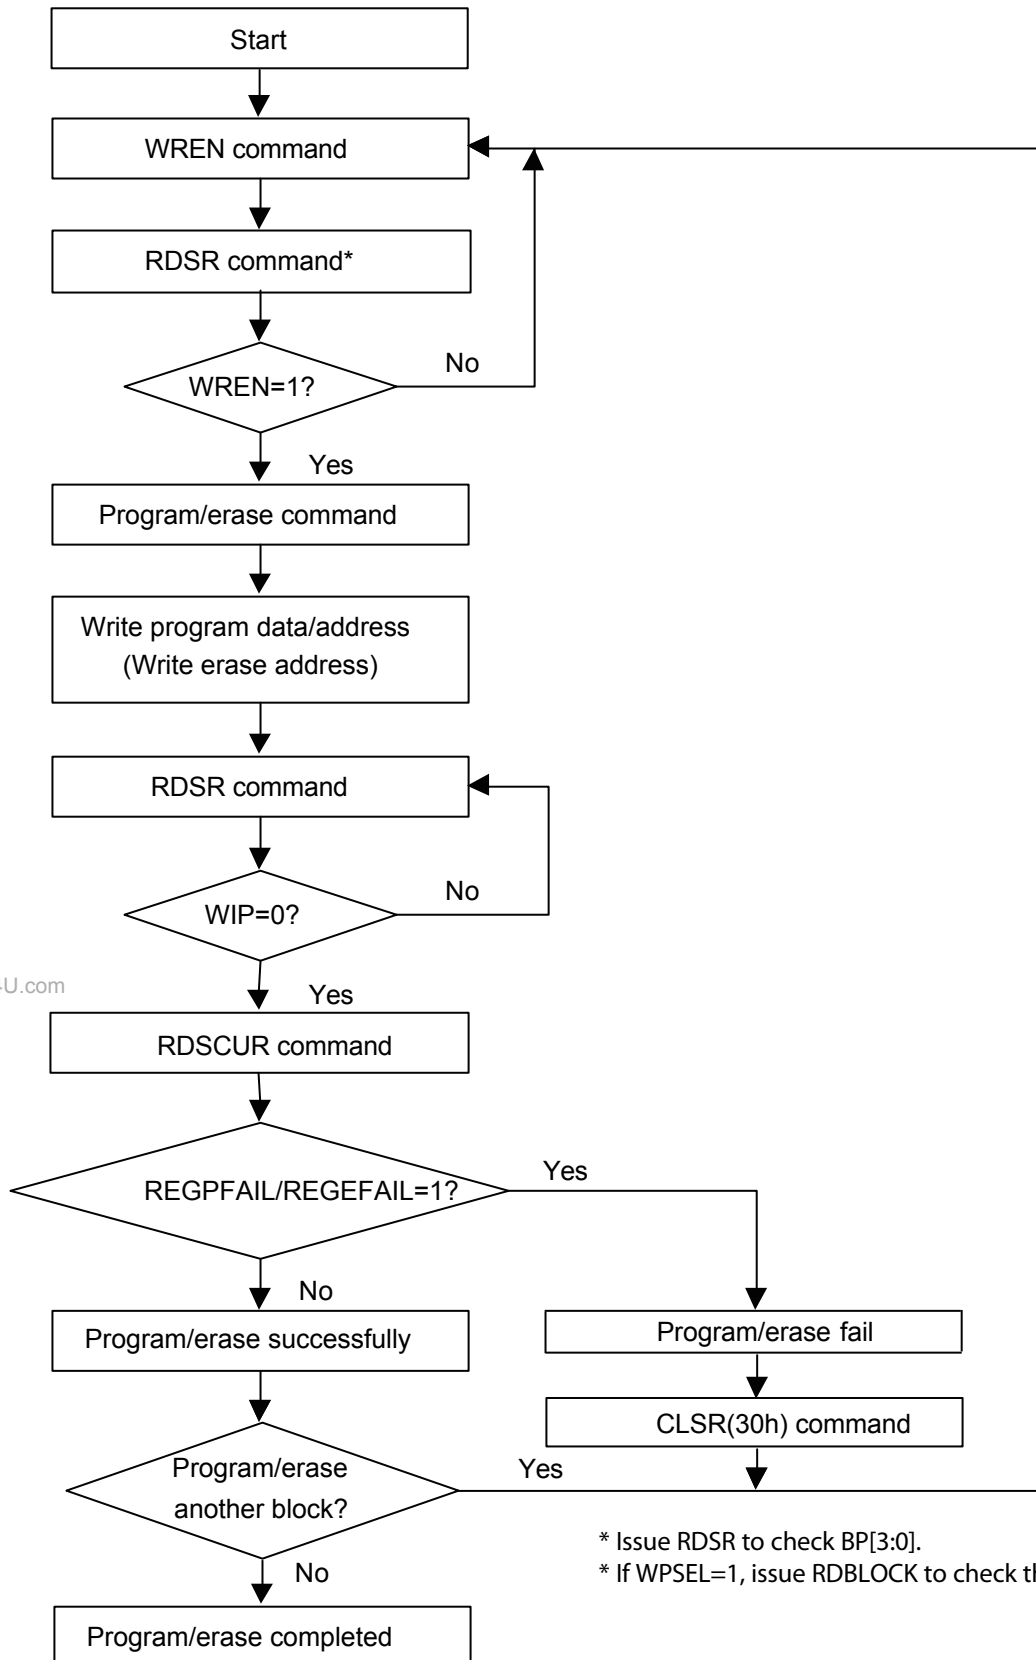 Start
WREN command
RDSR command*
WREN=1?
No
Yes
Program/erase command
Write program data/address
(Write erase address)
RDSR command
WIP=0?
No
Yes
RDSCUR command
REGPFAIL/REGEFAIL=1?
Yes
No
Program/erase successfully
Program/erase fail
CLSR(30h) command
Program/erase
another block?
Yes
No
* Issue RDSR to check BP[3:0].
* If WPSEL=1, issue RDBLOCK to check
Program/erase completed
U.com